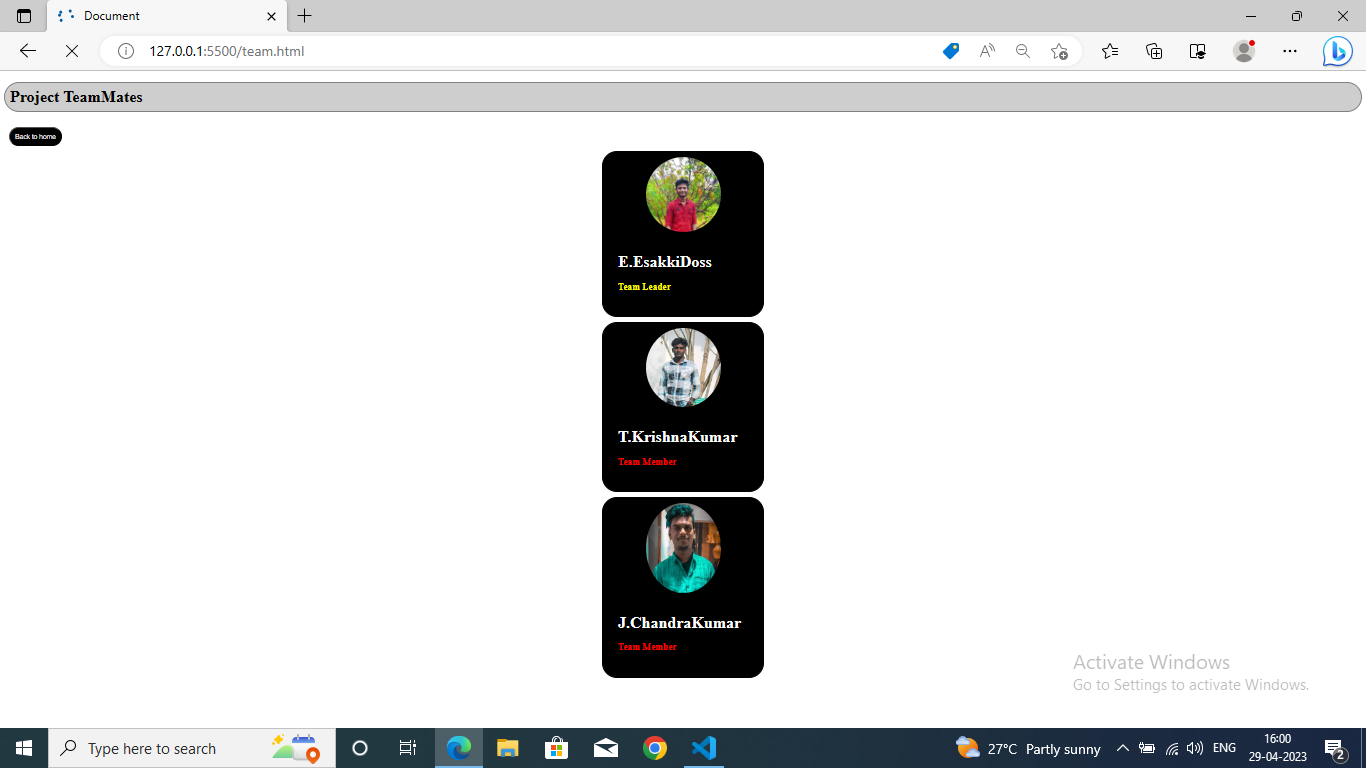 Document
127.0.0.1:5500/team.html
Project TeamMates
Back to home
E.EsakkiDoss
Team Leader
T.KrishnaKumar
Team Member
J.ChandraKumar
Team Member
Activate Windows
Go to Settings to activate Windows.
Type here to search
27°C Partly sunny
ENG
16:00
29-04-2023
2